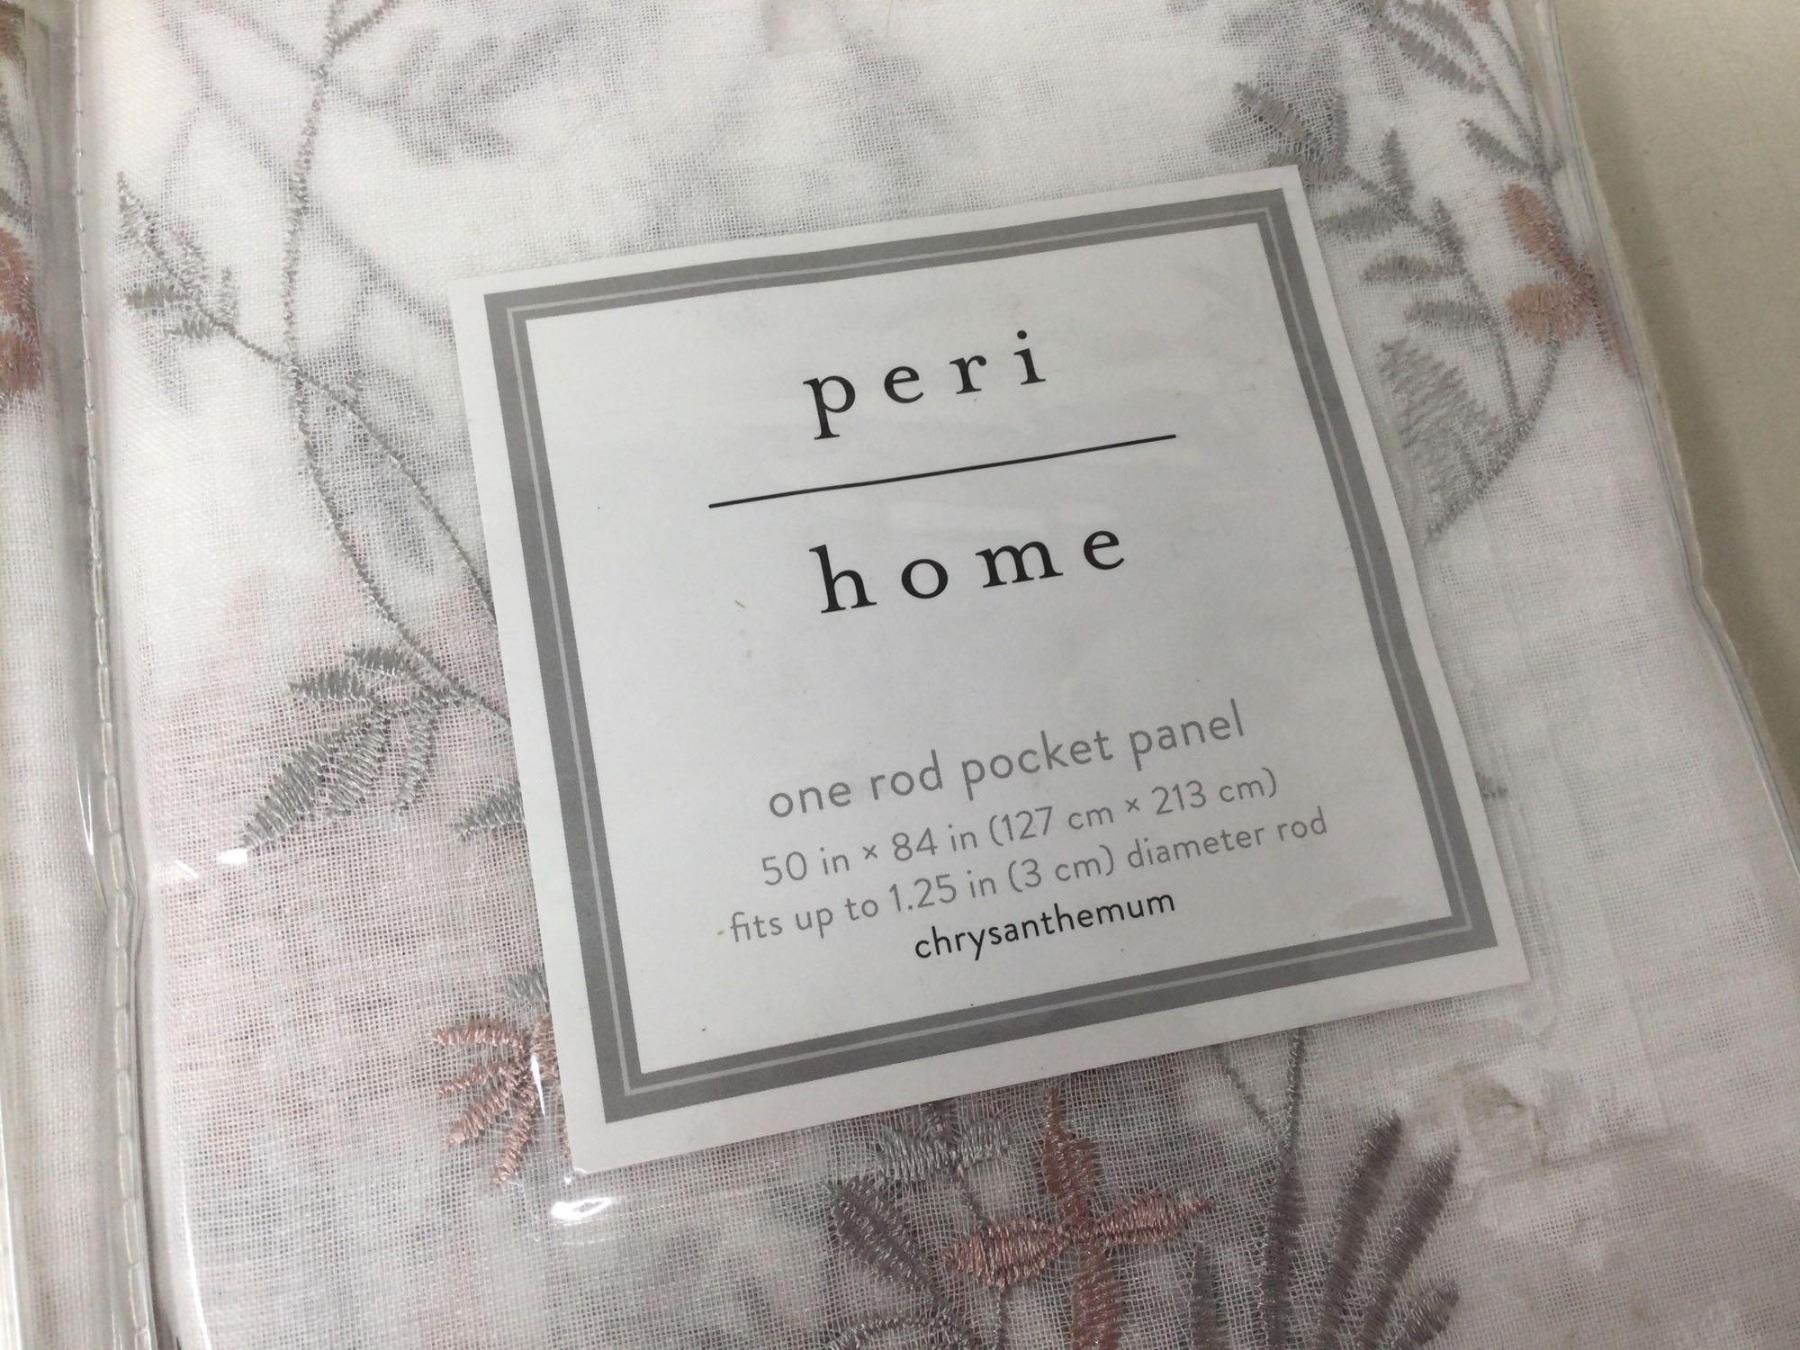 peri
home
one rod pocket panel
50 in × 84 in (127 cm × 213 cm)
fits up to 1.25 in (3 cm) diameter rod
chrysanthemum